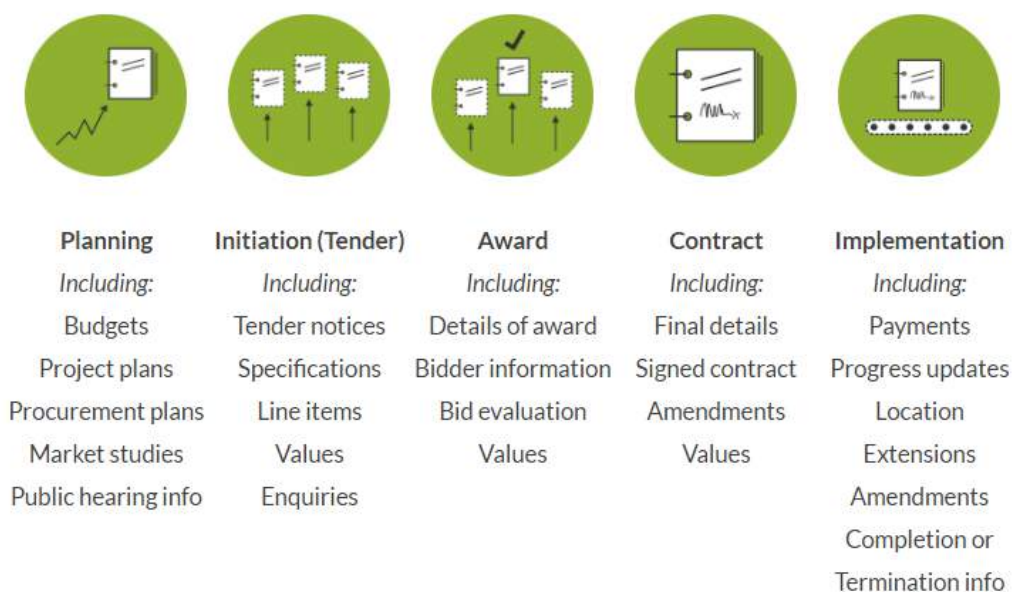 Planning
Including:
Budgets
Project plans
Procurement plans
Market studies
Public hearing info
Initiation (Tender)
Including:
Tender notices
Specifications
Line items
Values
Enquiries
Award
Including:
Details of award
Bidder information
Bid evaluation
Values
Contract
Including:
Final details
Signed contract
Amendments
Values
Implementation
Including:
Payments
Progress updates
Location
Extensions
Amendments
Completion or
Termination info